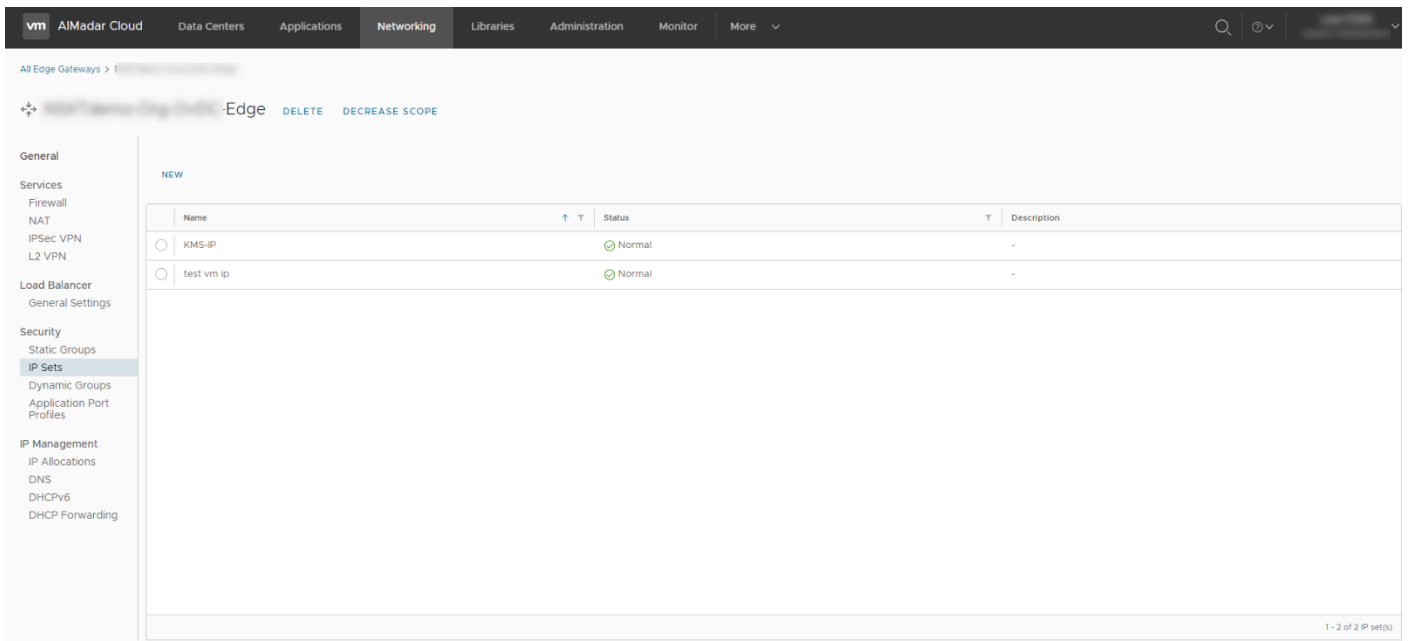 vm AlMadar Cloud Data Centers Applications Networking Libraries Administration Monitor More
All Edge Gateways >
-Edge DELETE DECREASE SCOPE
General
Services
Firewall
NAT
IPSec VPN
L2 VPN
Load Balancer
General Settings
Security
Static Groups
IP Sets
Dynamic Groups
Application Port
Profiles
IP Management
IP Allocations
DNS
DHCPv6
DHCP Forwarding
NEW
Name Status Description
KMS-IP Normal -
test vm ip Normal -
1 - 2 of 2 IP set(s)